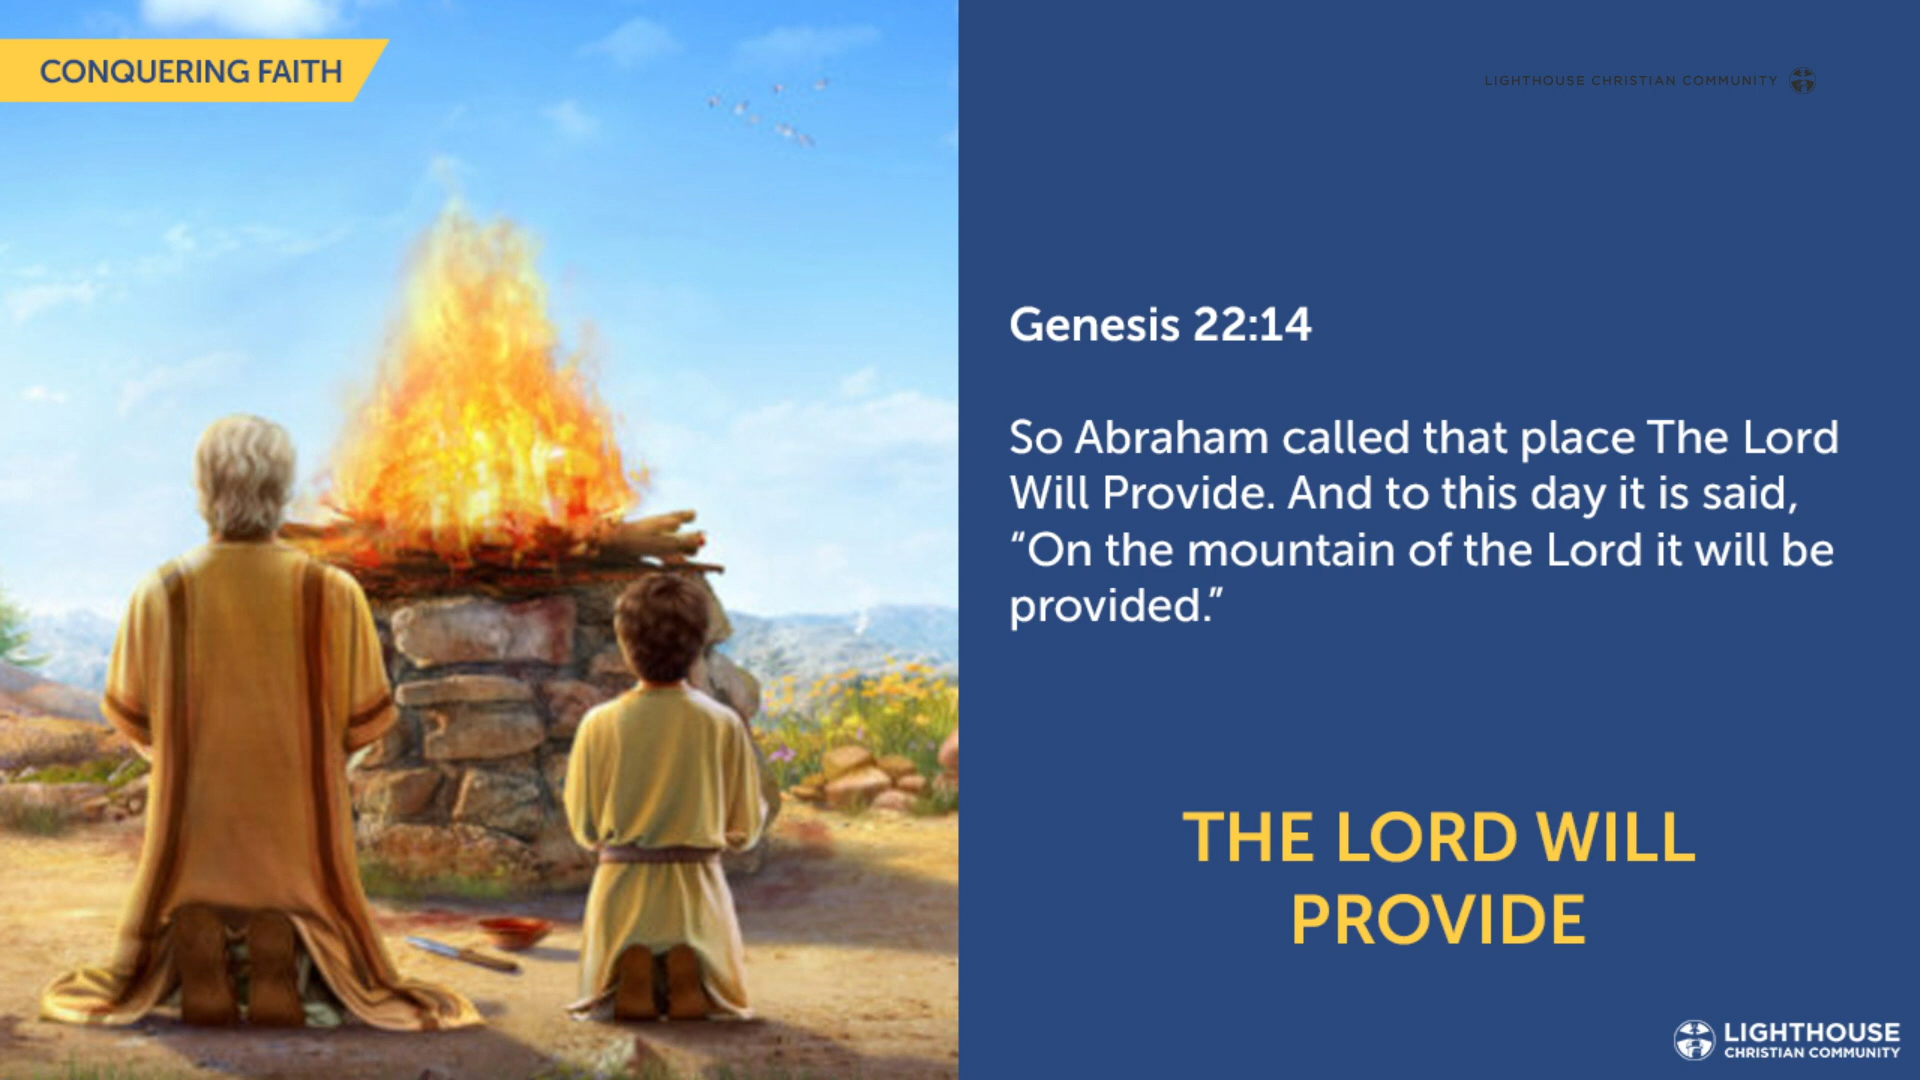 CONQUERING FAITH
LIGHTHOUSE CHRISTIAN COMMUNITY
Genesis 22:14
So Abraham called that place The Lord
Will Provide. And to this day it is said,
“On the mountain of the Lord it will be
provided.”
THE LORD WILL
PROVIDE
LIGHTHOUSE
CHRISTIAN COMMUNITY